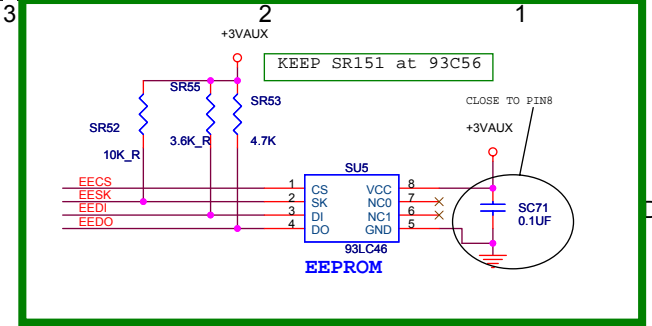 3
2
1
+3VAUX
KEEP SR151 at 93C56
SR55
SR53
CLOSE TO PIN8
SR52
3.6K_R
4.7K
+3VAUX
10K_R
SU5
EECS
1
CS
VCC
8
EESK
2
SK
NC0
7
EEDI
3
DI
NC1
6
EEDO
4
DO
GND
5
SC71
0.1UF
93LC46
EEPROM